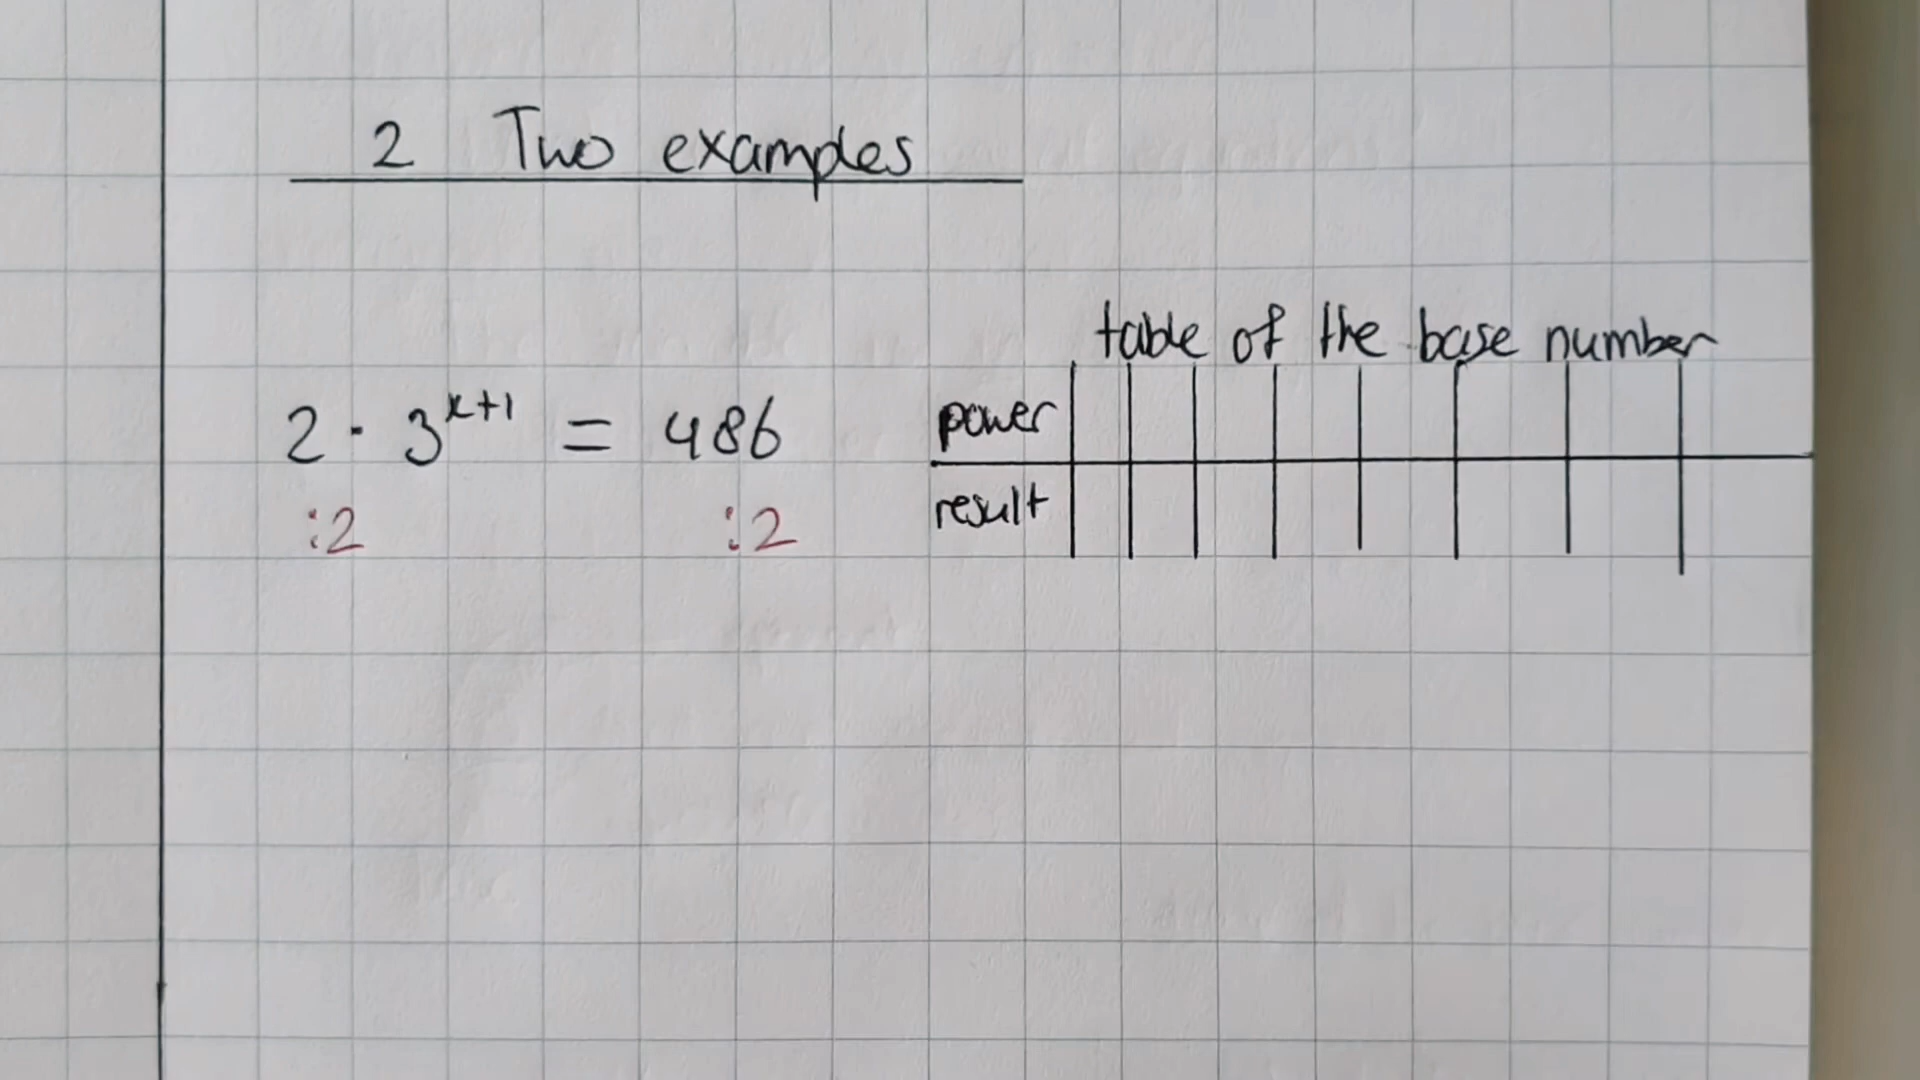 2 Two examples
table of the base number
2 · 3^{x+1} = 486
power
:2 :2
result